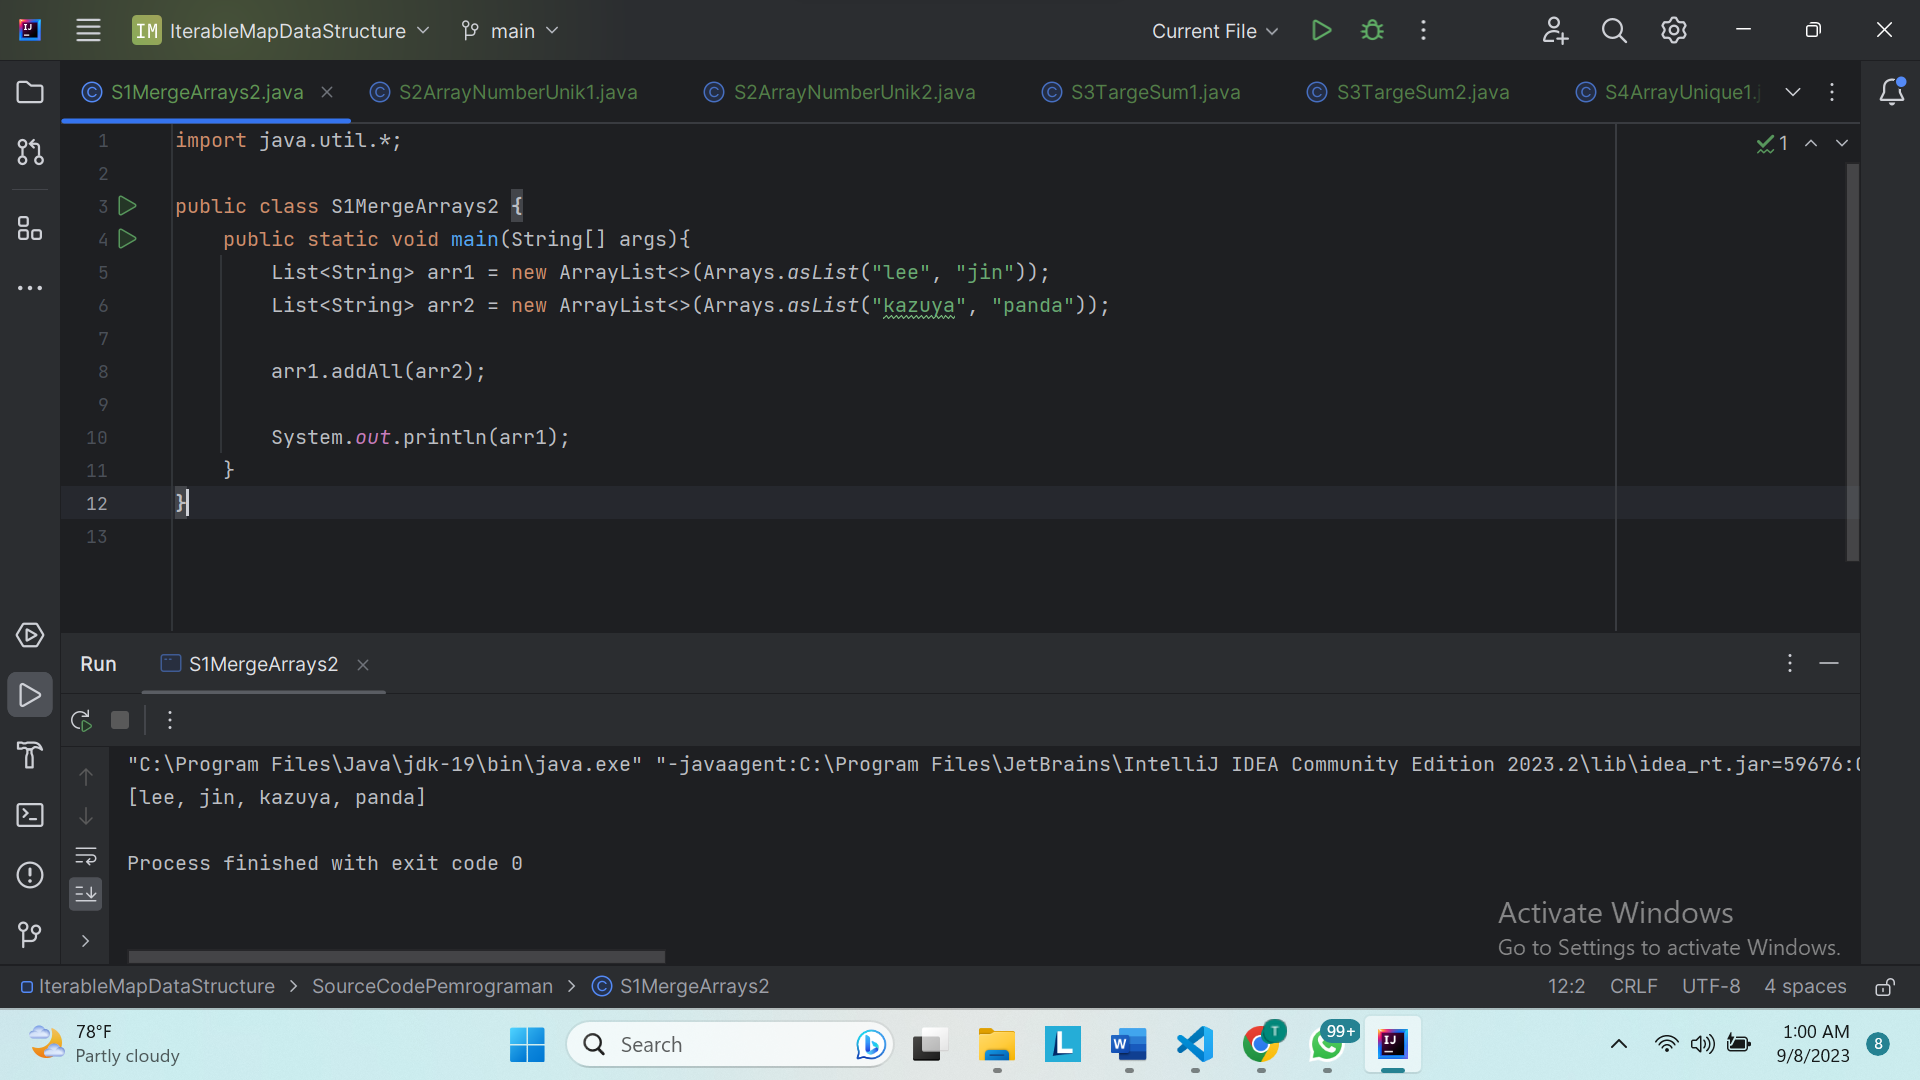 IM IterableMapDataStructure main Current File
S1MergeArrays2.java S2ArrayNumberUnik1.java S2ArrayNumberUnik2.java S3TargeSum1.java S3TargeSum2.java S4ArrayUnique1.j
1 import java.util.*;
2
3 public class S1MergeArrays2 {
4 public static void main(String[] args){
5 List<String> arr1 = new ArrayList<>(Arrays.asList("lee", "jin"));
6 List<String> arr2 = new ArrayList<>(Arrays.asList("kazuya", "panda"));
7
8 arr1.addAll(arr2);
9
10 System.out.println(arr1);
11 }
12 }
13
1
Run S1MergeArrays2
"C:\Program Files\Java\jdk-19\bin\java.exe" "-javaagent:C:\Program Files\JetBrains\IntelliJ IDEA Community Edition 2023.2\lib\idea_rt.jar=59676:C
[lee, jin, kazuya, panda]
Process finished with exit code 0
Activate Windows
Go to Settings to activate Windows.
IterableMapDataStructure > SourceCodePemrograman > S1MergeArrays2 12:2 CRLF UTF-8 4 spaces
78°F
Partly cloudy
Search
99+
1:00 AM
9/8/2023
8